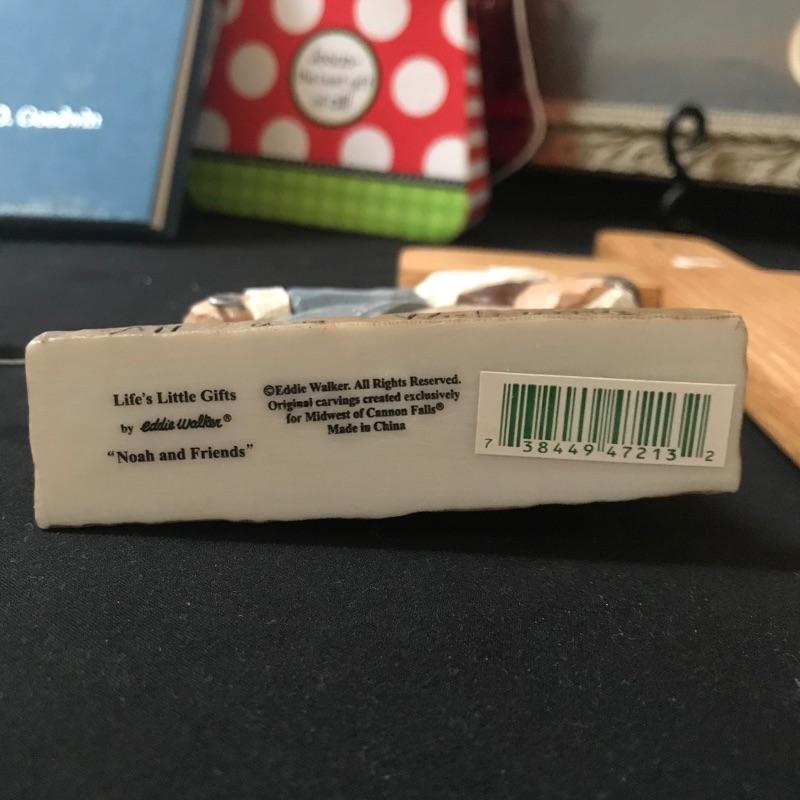 D. Goodwin
Life's Little Gifts
by eddie walker®
"Noah and Friends"
©Eddie Walker. All Rights Reserved.
Original carvings created exclusively
for Midwest of Cannon Falls®
Made in China
7 38449 47213 2